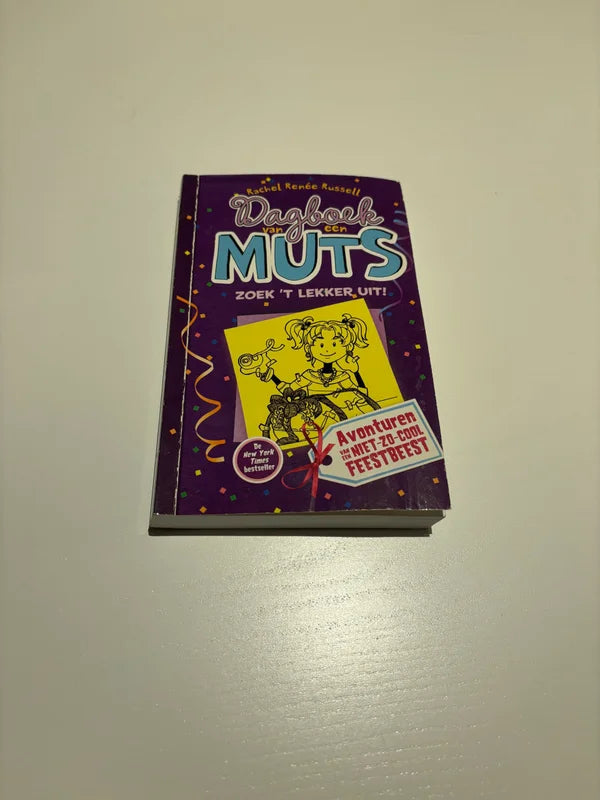 Rachel Renée Russell
Dagboek
van een
MUTS
ZOEK 'T LEKKER UIT!
De
New York
Times
bestseller
Avonturen
VAN EEN NIET-ZO-COOL
FEESTBEEST